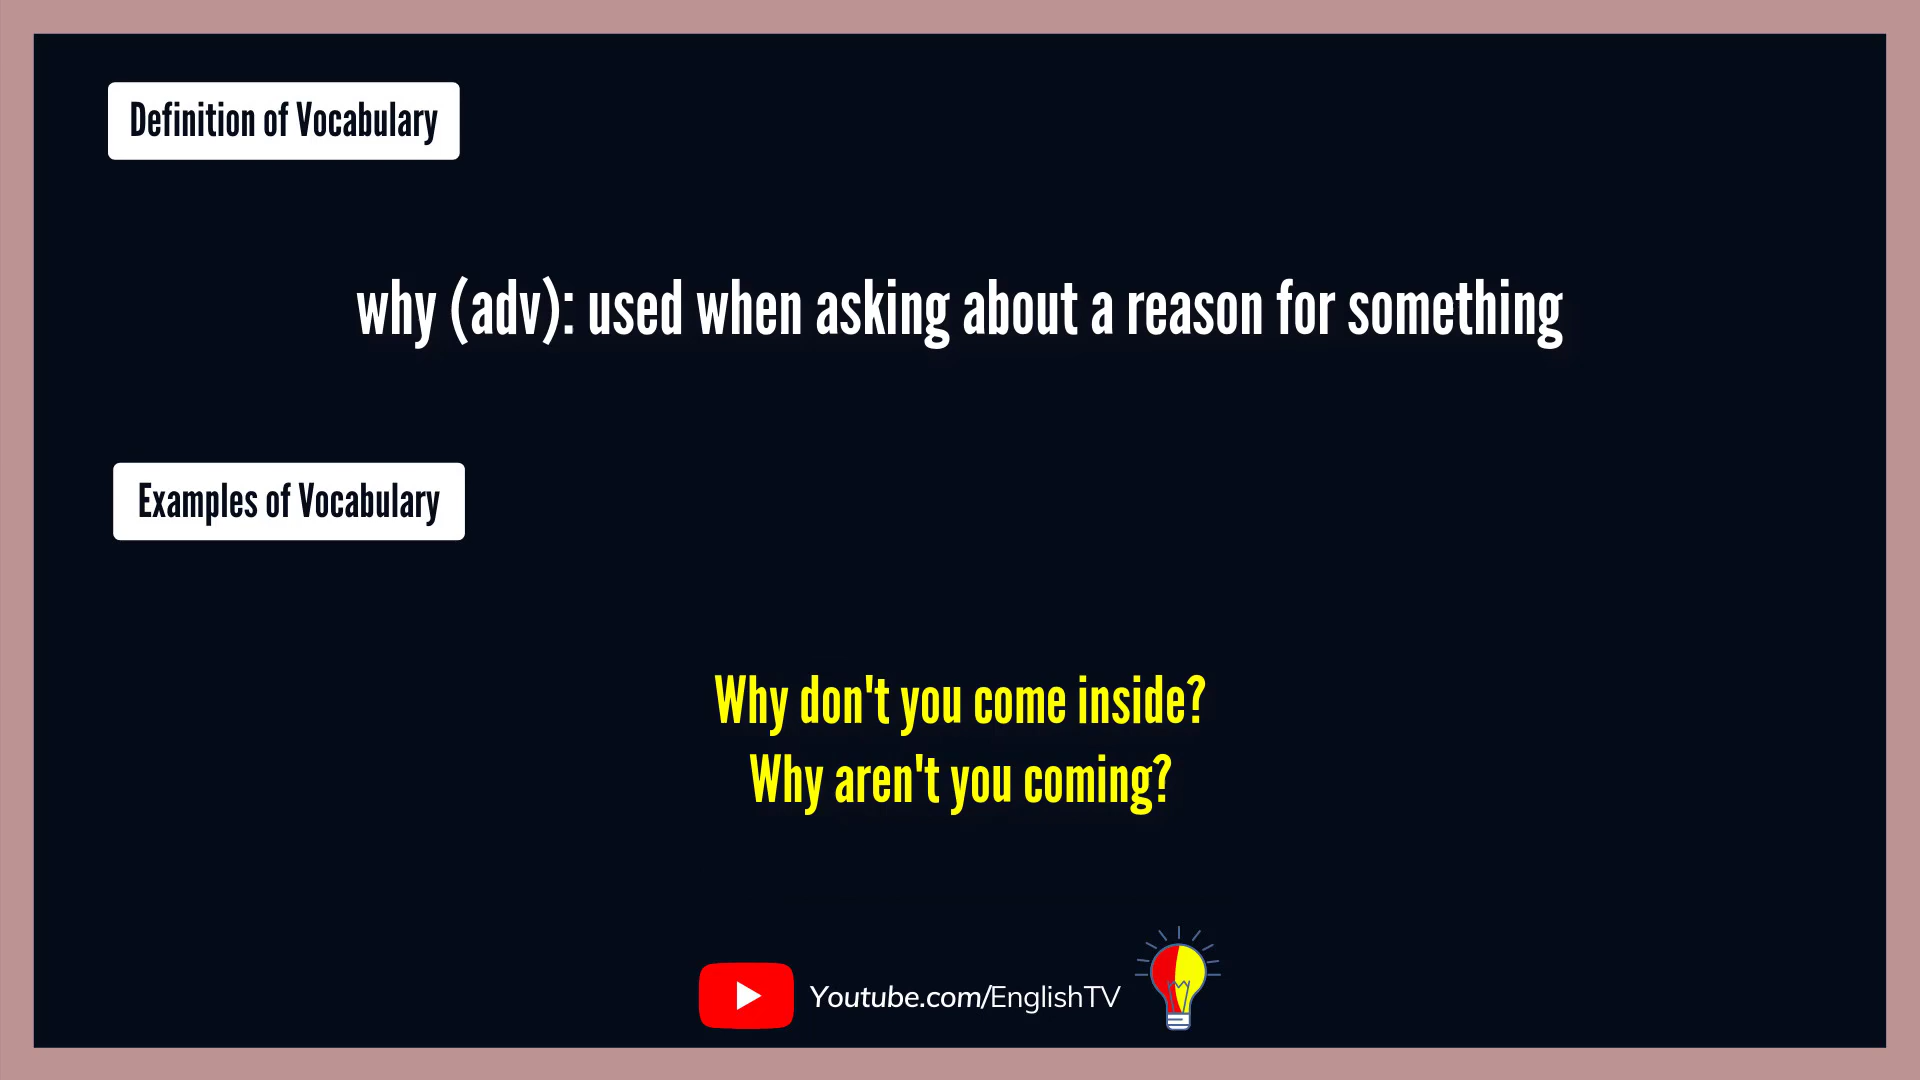 Definition of Vocabulary
why (adv): used when asking about a reason for something
Examples of Vocabulary
Why don't you come inside?
Why aren't you coming?
Youtube.com/EnglishTV